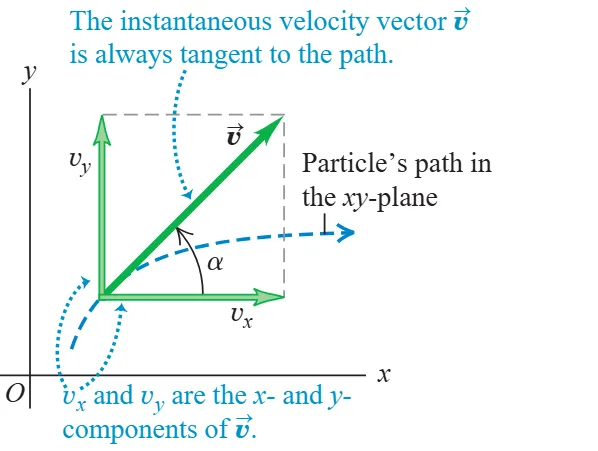 The instantaneous velocity vector v⃗
is always tangent to the path.
y
v⃗
v_y
Particle’s path in
the xy-plane
α
v_x
x
O
v_x and v_y are the x- and y-
components of v⃗.